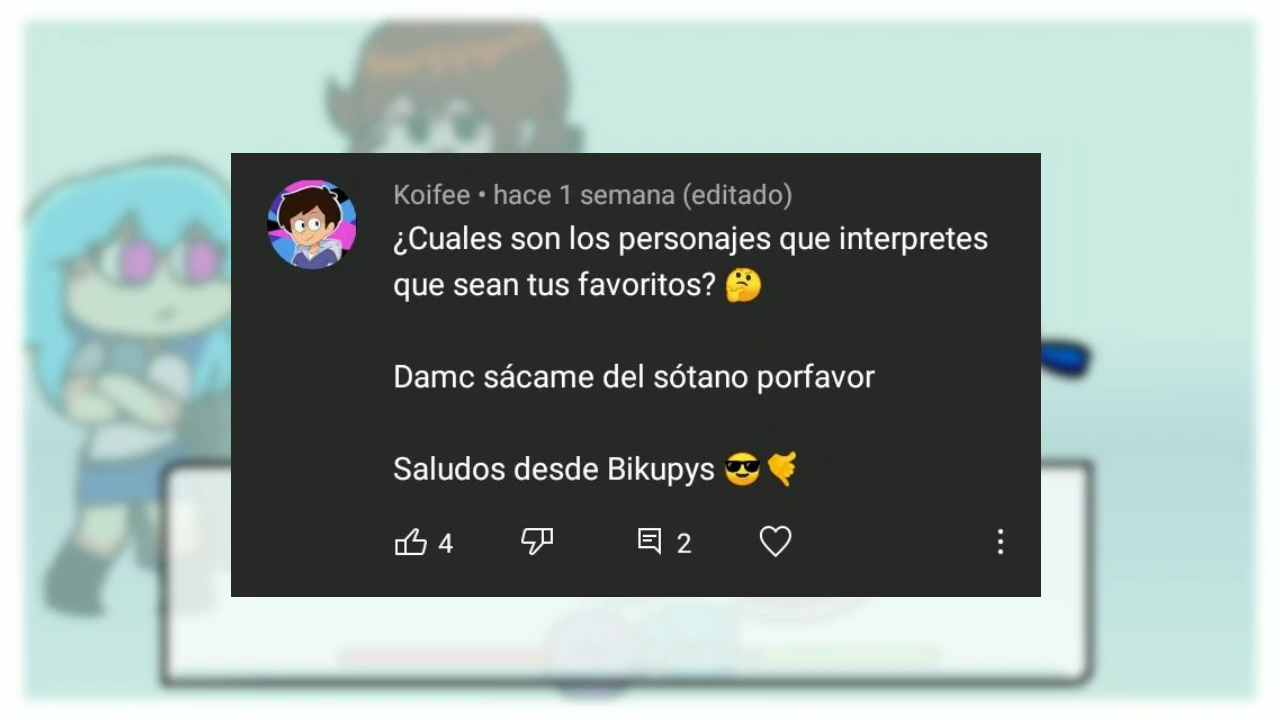 Koifee • hace 1 semana (editado)
¿Cuales son los personajes que interpretes
que sean tus favoritos? 🤔
Damc sácame del sótano porfavor
Saludos desde Bikupys 😎🤙
4
2